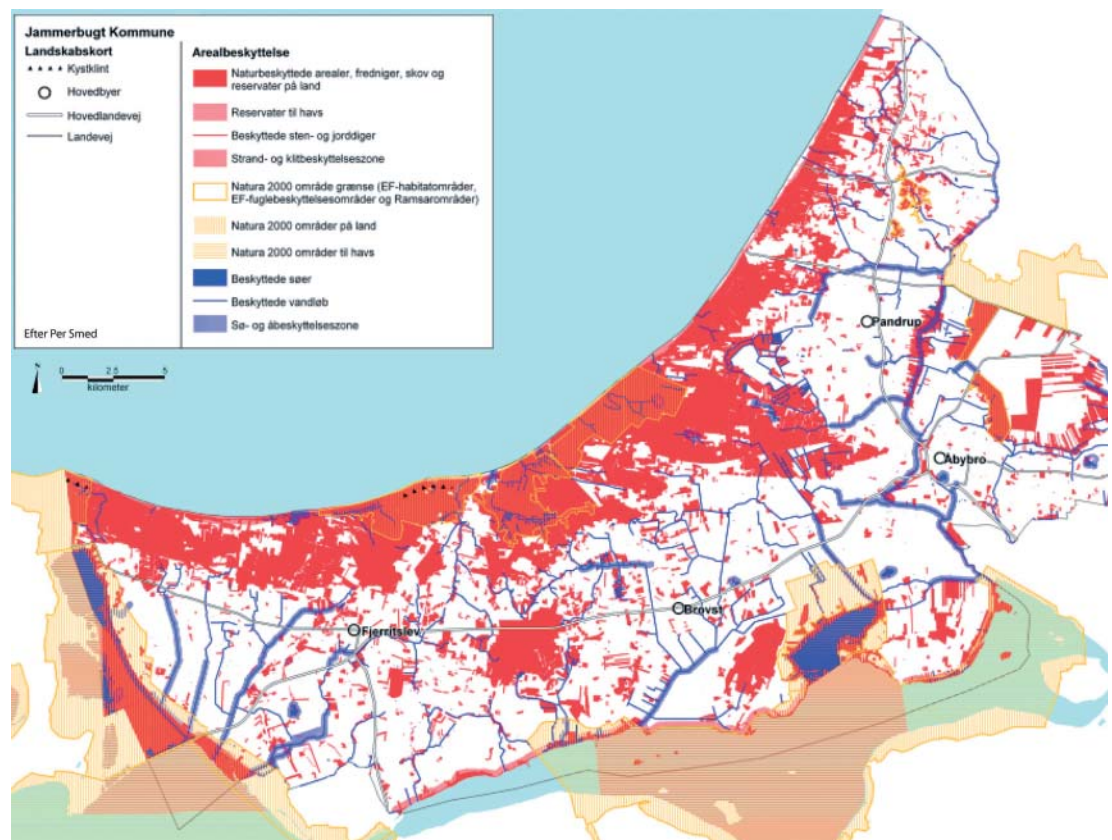 Jammerbugt Kommune
Landskabskort
Kystklint
Hovedbyer
Hovedlandevej
Landevej
Efter Per Smed
Arealbeskyttelse
Naturbeskyttede arealer, fredniger, skov og
reservater på land
Reservater til havs
Beskyttede sten- og jorddiger
Strand- og klitbeskyttelseszone
Natura 2000 område grænse (EF-habitatområder,
EF-fuglebeskyttelsesområder og Ramsarområder)
Natura 2000 områder på land
Natura 2000 områder til havs
Beskyttede søer
Beskyttede vandløb
Sø- og åbeskyttelseszone
0 2.5 5
kilometer
Pandrup
Åbybro
Brovst
Fjerritslev